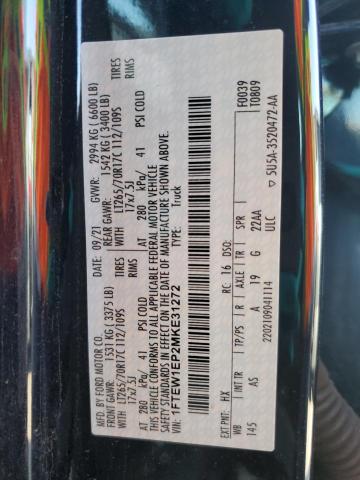 MFD. BY FORD MOTOR CO.
09/21
GVWR: 2994 KG ( 6600 LB)
FRONT GAWR: 1531 KG ( 3375 LB)
REAR GAWR: 1542 KG ( 3400 LB)
LT265/70R17C 112/109S TIRES
LT265/70R17C 112/109S TIRES
17x7.5J RIMS
17x7.5J RIMS
AT 280 kPa/ 41 PSI COLD
AT 280 kPa/ 41 PSI COLD
THIS VEHICLE CONFORMS TO ALL APPLICABLE FEDERAL MOTOR VEHICLE
SAFETY STANDARDS IN EFFECT ON THE DATE OF MANUFACTURE SHOWN ABOVE.
VIN: 1FTEW1EP2MKE31272
Truck
F0039
T0809
EXT PNT: HX RC: 16 DSO:
WB INT TR TP/PS R AXLE TR SPR
145 AS A 19 G 22AA
ULC
2202109041114
5U5A-3520472-AA